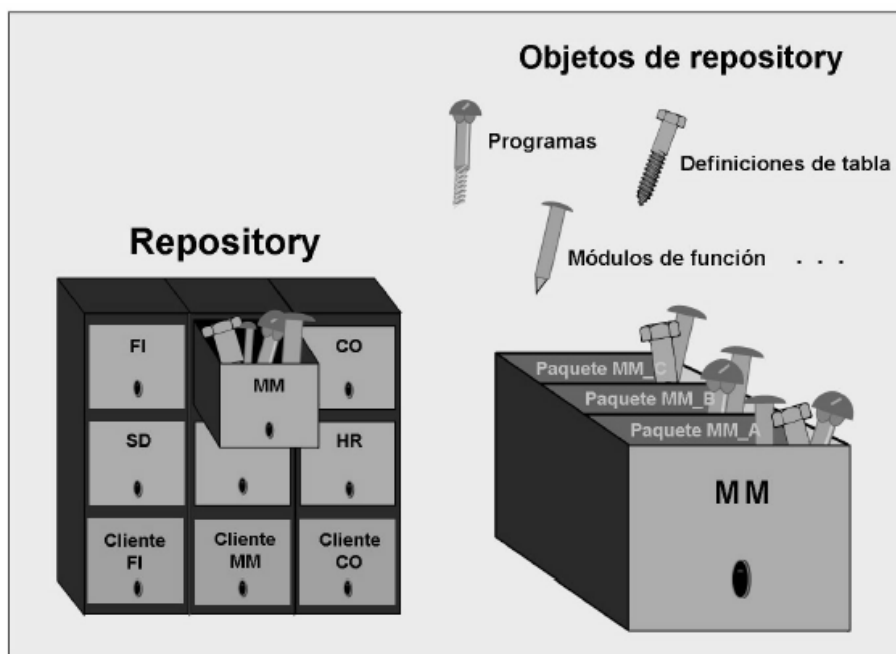 Objetos de repository
Programas
Definiciones de tabla
Módulos de función . . .
Repository
FI
MM
CO
SD
HR
Cliente
FI
Cliente
MM
Cliente
CO
Paquete MM_C
Paquete MM_B
Paquete MM_A
MM